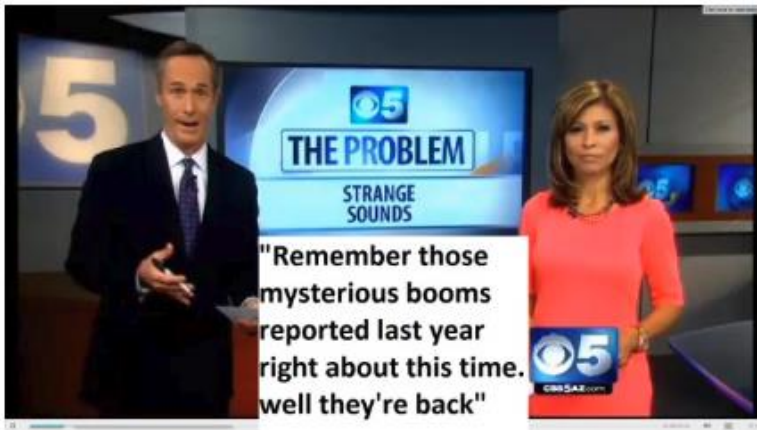 5
5
THE PROBLEM
STRANGE
SOUNDS
"Remember those
mysterious booms
reported last year
right about this time.
well they're back"
5
5
CBS5AZ.com